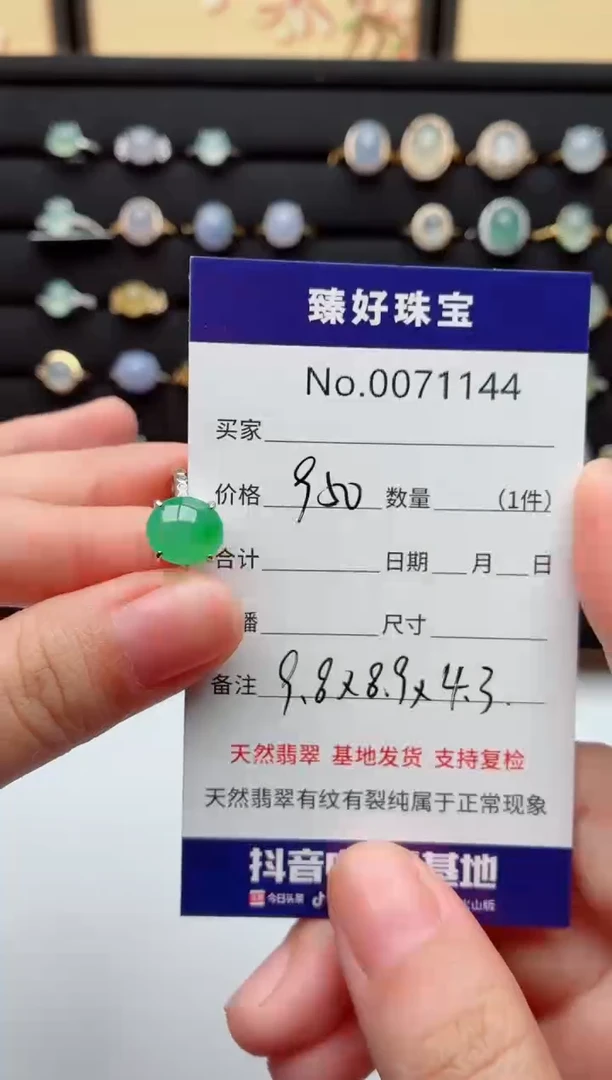 臻好珠宝
No.0071144
买家
价格 950 数量 (1件)
合计 日期 月 日
播 尺寸
备注 9.8x8.9x4.3.
天然翡翠 基地发货 支持复检
天然翡翠有纹有裂纯属于正常现象
抖音 基地
今日头条 火山版